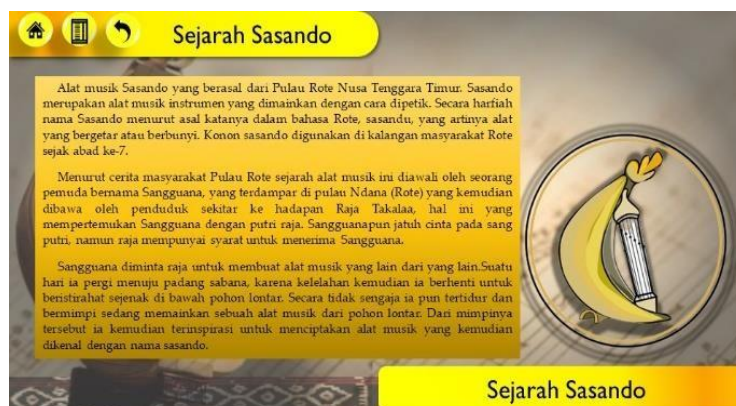 Sejarah Sasando
Alat musik Sasando yang berasal dari Pulau Rote Nusa Tenggara Timur. Sasando
merupakan alat musik instrumen yang dimainkan dengan cara dipetik. Secara harfiah
nama Sasando menurut asal katanya dalam bahasa Rote, sasandu, yang artinya alat
yang bergetar atau berbunyi. Konon sasando digunakan di kalangan masyarakat Rote
sejak abad ke-7.
Menurut cerita masyarakat Pulau Rote sejarah alat musik ini diawali oleh seorang
pemuda bernama Sangguana, yang terdampar di pulau Ndana (Rote) yang kemudian
dibawa oleh penduduk sekitar ke hadapan Raja Takalaa, hal ini yang
mempertemukan Sangguana dengan putri raja. Sangguanapun jatuh cinta pada sang
putri, namun raja mempunyai syarat untuk menerima Sangguana.
Sangguana diminta raja untuk membuat alat musik yang lain dari yang lain.Suatu
hari ia pergi menuju padang sabana, karena kelelahan kemudian ia berhenti untuk
beristirahat sejenak di bawah pohon lontar. Secara tidak sengaja ia pun tertidur dan
bermimpi sedang memainkan sebuah alat musik dari pohon lontar. Dari mimpinya
tersebut ia kemudian terinspirasi untuk menciptakan alat musik yang kemudian
dikenal dengan nama sasando.
Sejarah Sasando